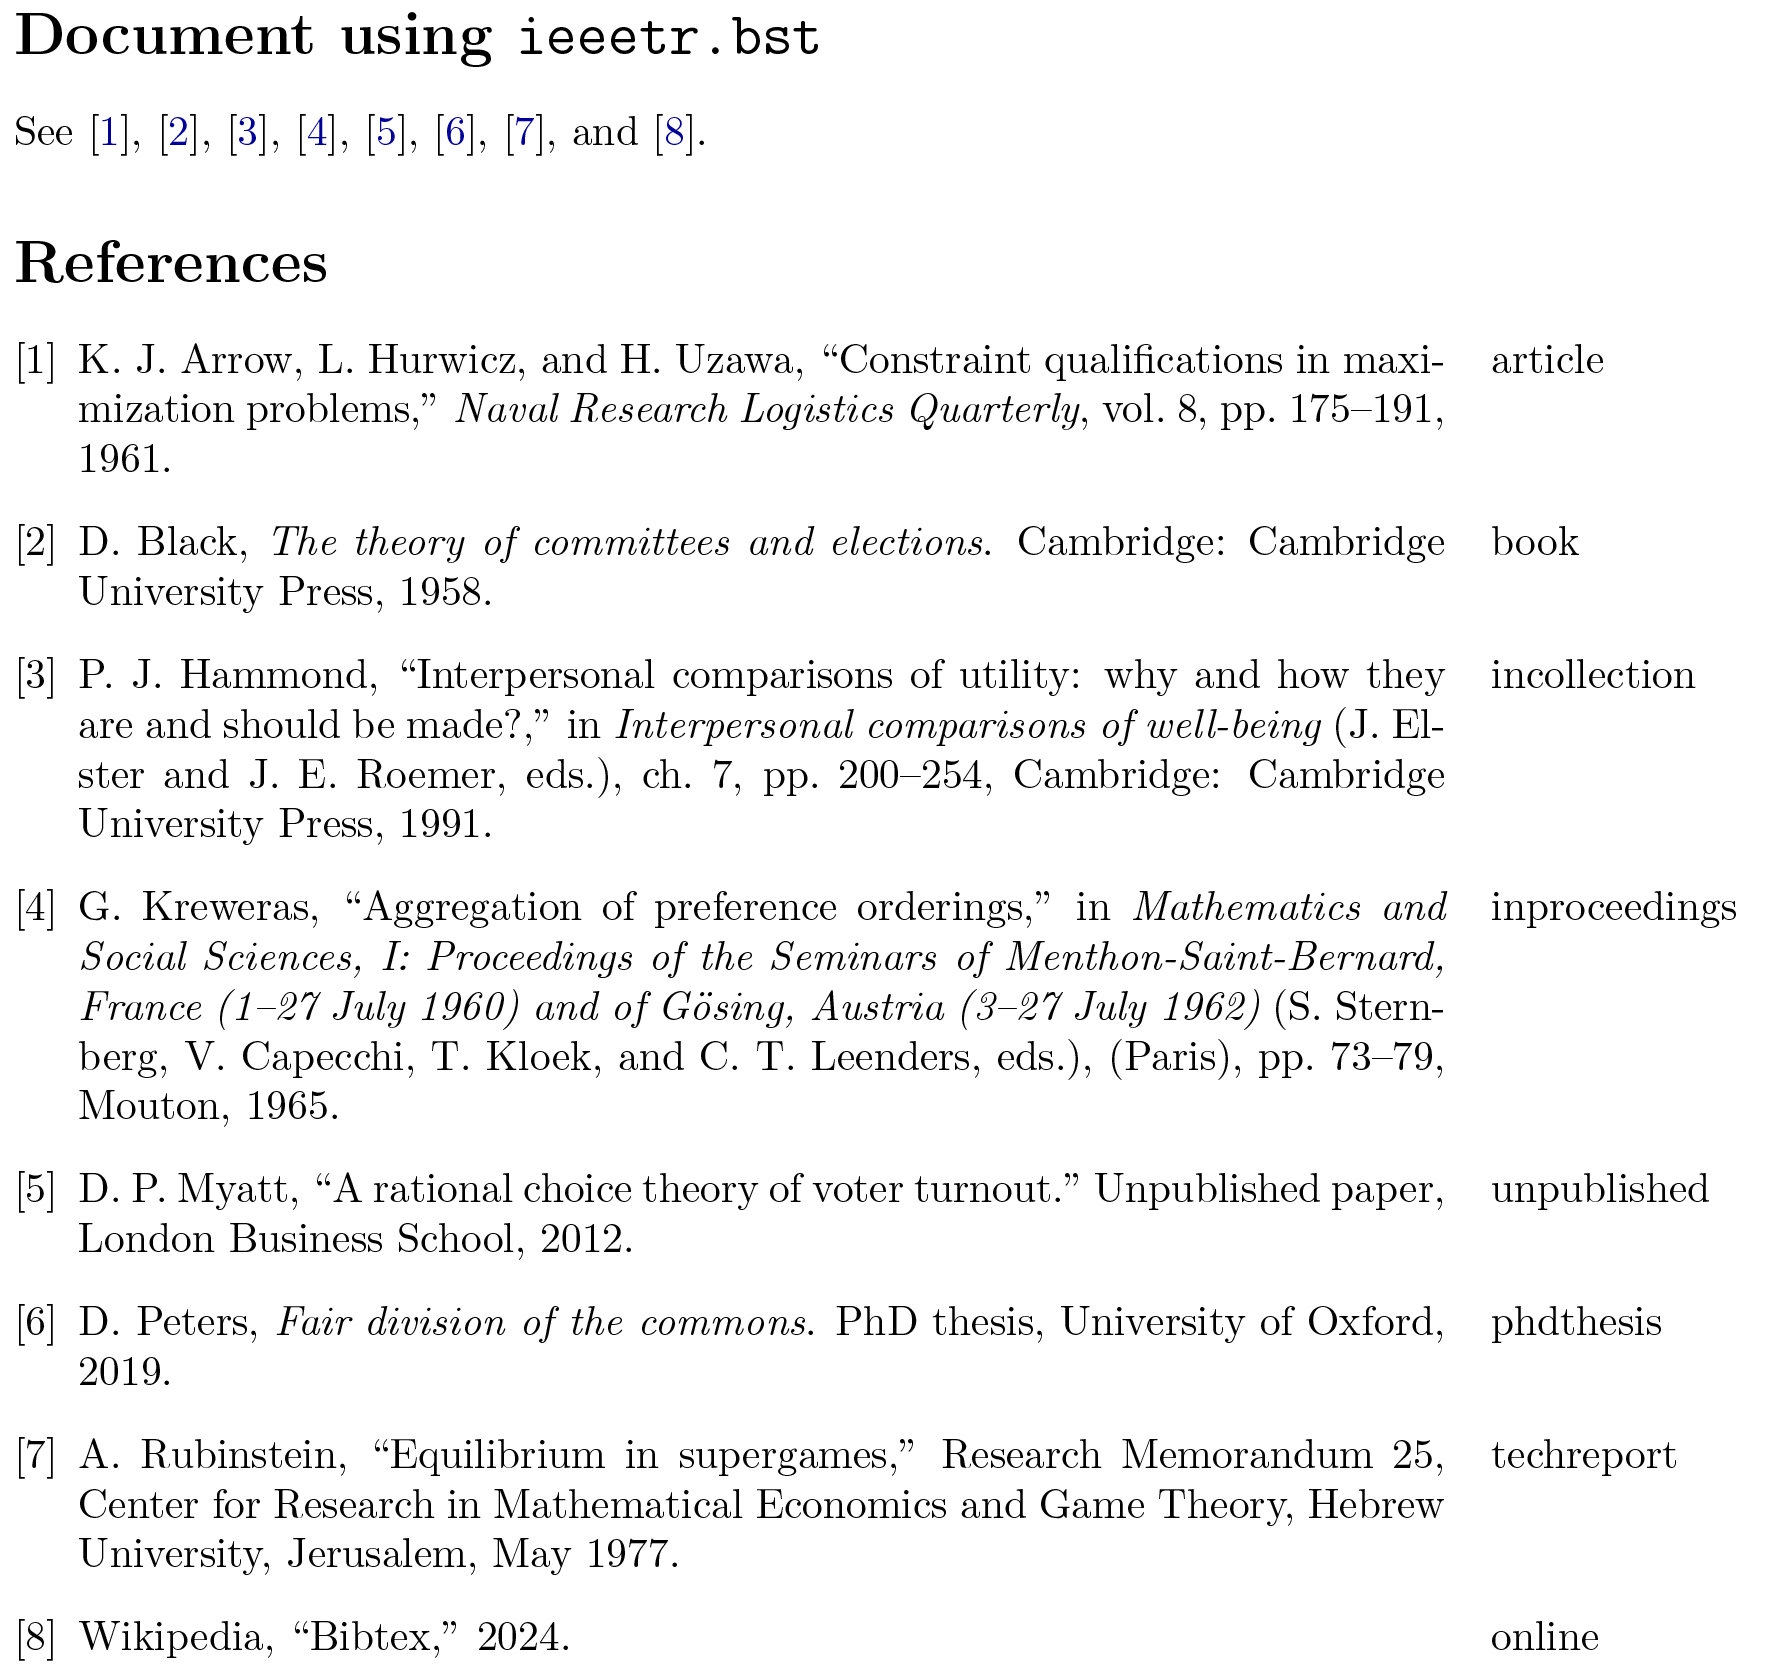 Document using ieeetr.bst
See [1], [2], [3], [4], [5], [6], [7], and [8].
References
[1] K. J. Arrow, L. Hurwicz, and H. Uzawa, “Constraint qualifications in maxi- article
mization problems,” Naval Research Logistics Quarterly, vol. 8, pp. 175–191,
1961.
[2] D. Black, The theory of committees and elections. Cambridge: Cambridge book
University Press, 1958.
[3] P. J. Hammond, “Interpersonal comparisons of utility: why and how they incollection
are and should be made?,” in Interpersonal comparisons of well-being (J. El-
ster and J. E. Roemer, eds.), ch. 7, pp. 200–254, Cambridge: Cambridge
University Press, 1991.
[4] G. Kreweras, “Aggregation of preference orderings,” in Mathematics and inproceedings
Social Sciences, I: Proceedings of the Seminars of Menthon-Saint-Bernard,
France (1–27 July 1960) and of Gösing, Austria (3–27 July 1962) (S. Stern-
berg, V. Capecchi, T. Kloek, and C. T. Leenders, eds.), (Paris), pp. 73–79,
Mouton, 1965.
[5] D. P. Myatt, “A rational choice theory of voter turnout.” Unpublished paper, unpublished
London Business School, 2012.
[6] D. Peters, Fair division of the commons. PhD thesis, University of Oxford, phdthesis
2019.
[7] A. Rubinstein, “Equilibrium in supergames,” Research Memorandum 25, techreport
Center for Research in Mathematical Economics and Game Theory, Hebrew
University, Jerusalem, May 1977.
[8] Wikipedia, “Bibtex,” 2024. online